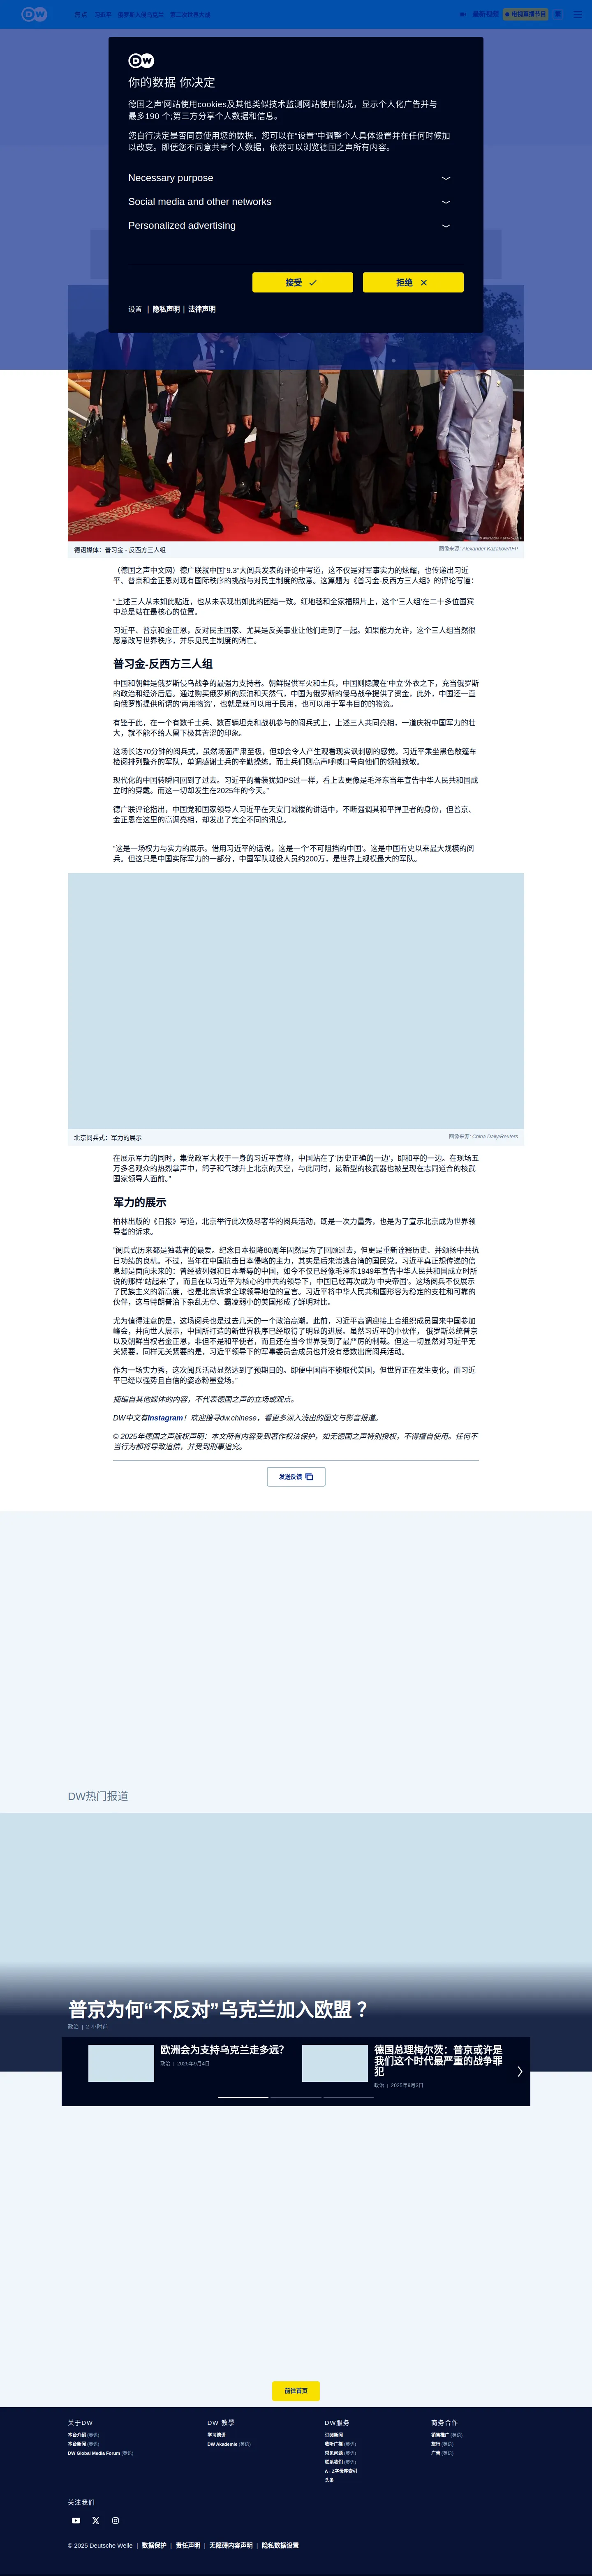 DW
焦点 习近平 俄罗斯入侵乌克兰 第二次世界大战
最新视频
电视直播节目
DW
你的数据 你决定
德国之声‘网站使用cookies及其他类似技术监测网站使用情况，显示个人化广告并与
最多190 个;第三方分享个人数据和信息。
您自行决定是否同意使用您的数据。您可以在“设置”中调整个人具体设置并在任何时候加
以改变。即便您不同意共享个人数据，依然可以浏览德国之声所有内容。
Necessary purpose
Social media and other networks
Personalized advertising
接受
拒绝
设置 | 隐私声明 | 法律声明
德语媒体：普习金 - 反西方三人组
图像来源: Alexander Kazakov/AFP
（德国之声中文网）德广联就中国“9.3”大阅兵发表的评论中写道，这不仅是对军事实力的炫耀，也传递出习近
平、普京和金正恩对现有国际秩序的挑战与对民主制度的敌意。这篇题为《普习金-反西方三人组》的评论写道：
“上述三人从未如此贴近，也从未表现出如此的团结一致。红地毯和全家福照片上，这个‘三人组’在二十多位国宾
中总是站在最核心的位置。
习近平、普京和金正恩，反对民主国家、尤其是反美事业让他们走到了一起。如果能力允许，这个三人组当然很
愿意改写世界秩序，并乐见民主制度的消亡。
普习金-反西方三人组
中国和朝鲜是俄罗斯侵乌战争的最强力支持者。朝鲜提供军火和士兵，中国则隐藏在‘中立’外衣之下，充当俄罗斯
的政治和经济后盾。通过购买俄罗斯的原油和天然气，中国为俄罗斯的侵乌战争提供了资金，此外，中国还一直
向俄罗斯提供所谓的‘两用物资’，也就是既可以用于民用，也可以用于军事目的的物资。
有鉴于此，在一个有数千士兵、数百辆坦克和战机参与的阅兵式上，上述三人共同亮相，一道庆祝中国军力的壮
大，就不能不给人留下极其苦涩的印象。
这场长达70分钟的阅兵式，虽然场面严肃至极，但却会令人产生观看现实讽刺剧的感觉。习近平乘坐黑色敞篷车
检阅排列整齐的军队，单调感谢士兵的辛勤操练。而士兵们则高声呼喊口号向他们的领袖致敬。
现代化的中国转瞬间回到了过去。习近平的着装犹如PS过一样，看上去更像是毛泽东当年宣告中华人民共和国成
立时的穿戴。而这一切却发生在2025年的今天。”
德广联评论指出，中国党和国家领导人习近平在天安门城楼的讲话中，不断强调其和平捍卫者的身份，但普京、
金正恩在这里的高调亮相，却发出了完全不同的讯息。
“这是一场权力与实力的展示。借用习近平的话说，这是一个‘不可阻挡的中国’。这是中国有史以来最大规模的阅
兵。但这只是中国实际军力的一部分，中国军队现役人员约200万，是世界上规模最大的军队。
北京阅兵式：军力的展示
图像来源: China Daily/Reuters
在展示军力的同时，集党政军大权于一身的习近平宣称，中国站在了‘历史正确的一边’，即和平的一边。在现场五
万多名观众的热烈掌声中，鸽子和气球升上北京的天空，与此同时，最新型的核武器也被呈现在志同道合的核武
国家领导人面前。”
军力的展示
柏林出版的《日报》写道，北京举行此次极尽奢华的阅兵活动，既是一次力量秀，也是为了宣示北京成为世界领
导者的诉求。
“阅兵式历来都是独裁者的最爱。纪念日本投降80周年固然是为了回顾过去，但更是重新诠释历史、并颂扬中共抗
日功绩的良机。不过，当年在中国抗击日本侵略的主力，其实是后来溃逃台湾的国民党。习近平真正想传递的信
息却是面向未来的：曾经被列强和日本羞辱的中国，如今不仅已经像毛泽东1949年宣告中华人民共和国成立时所
说的那样‘站起来’了，而且在以习近平为核心的中共的领导下，中国已经再次成为‘中央帝国’。这场阅兵不仅展示
了民族主义的新高度，也是北京诉求全球领导地位的宣言。习近平将中华人民共和国形容为稳定的支柱和可靠的
伙伴，这与特朗普治下杂乱无章、霸凌弱小的美国形成了鲜明对比。
尤为值得注意的是，这场阅兵也是过去几天的一个政治高潮。此前，习近平高调迎接上合组织成员国来中国参加
峰会，并向世人展示，中国所打造的新世界秩序已经取得了明显的进展。虽然习近平的小伙伴， 俄罗斯总统普京
以及朝鲜当权者金正恩，都不但不是和平使者，而且还在当今世界受到了最严厉的制裁。但这一切显然对习近平无
关紧要，同样无关紧要的是，习近平领导下的军事委员会成员也并没有悉数出席阅兵活动。
作为一场实力秀，这次阅兵活动显然达到了预期目的。即便中国尚不能取代美国，但世界正在发生变化，而习近
平已经以强势且自信的姿态粉墨登场。”
摘编自其他媒体的内容，不代表德国之声的立场或观点。
DW中文有Instagram！欢迎搜寻dw.chinese，看更多深入浅出的图文与影音报道。
© 2025年德国之声版权声明：本文所有内容受到著作权法保护，如无德国之声特别授权，不得擅自使用。任何不
当行为都将导致追偿，并受到刑事追究。
发送反馈
DW热门报道
普京为何“不反对”乌克兰加入欧盟 ？
政治 | 2 小时前
欧洲会为支持乌克兰走多远？
政治 | 2025年9月4日
德国总理梅尔茨：普京或许是
我们这个时代最严重的战争罪
犯
政治 | 2025年9月3日
前往首页
关于DW
本台介绍 (英语)
本台新闻 (英语)
DW Global Media Forum (英语)
DW 教學
学习德语
DW Akademie (英语)
DW服务
订阅新闻
收听广播 (英语)
常见问题 (英语)
联系我们 (英语)
A - Z字母序索引
头条
商务合作
销售推广 (英语)
旅行 (英语)
广告 (英语)
关注我们
© 2025 Deutsche Welle | 数据保护 | 责任声明 | 无障碍内容声明 | 隐私数据设置